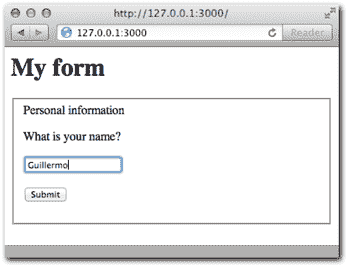 http://127.0.0.1:3000/
127.0.0.1:3000
Reader
My form
Personal information
What is your name?
Guillermo
Submit